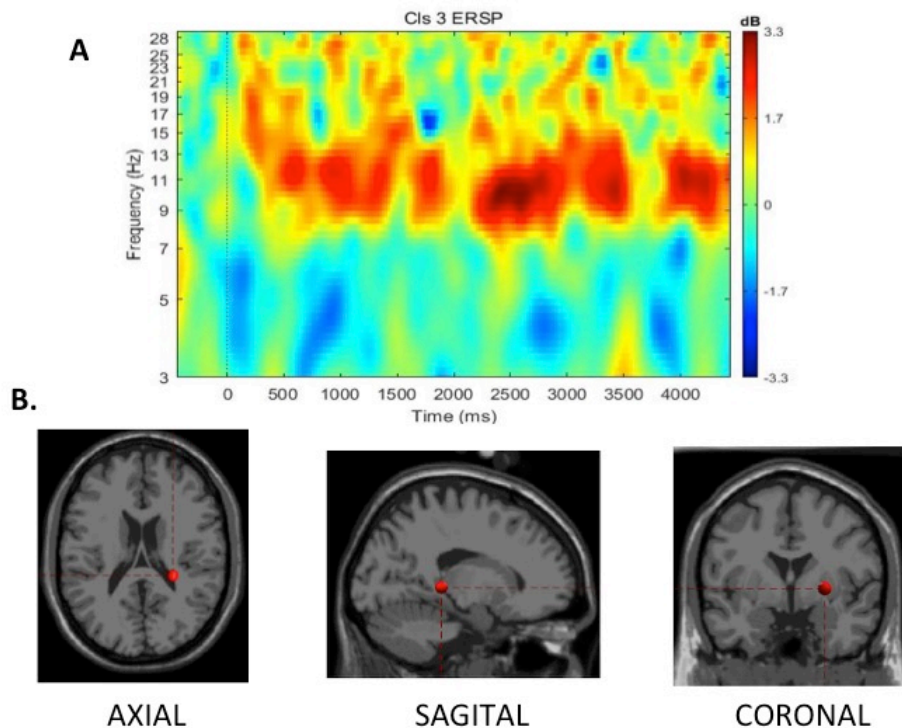 Cls 3 ERSP
A
dB
Frequency (Hz)
28
25
23
21
19
17
15
13
11
9
7
5
3
3.3
1.7
0
-1.7
-3.3
0 500 1000 1500 2000 2500 3000 3500 4000
Time (ms)
B.
AXIAL SAGITAL CORONAL